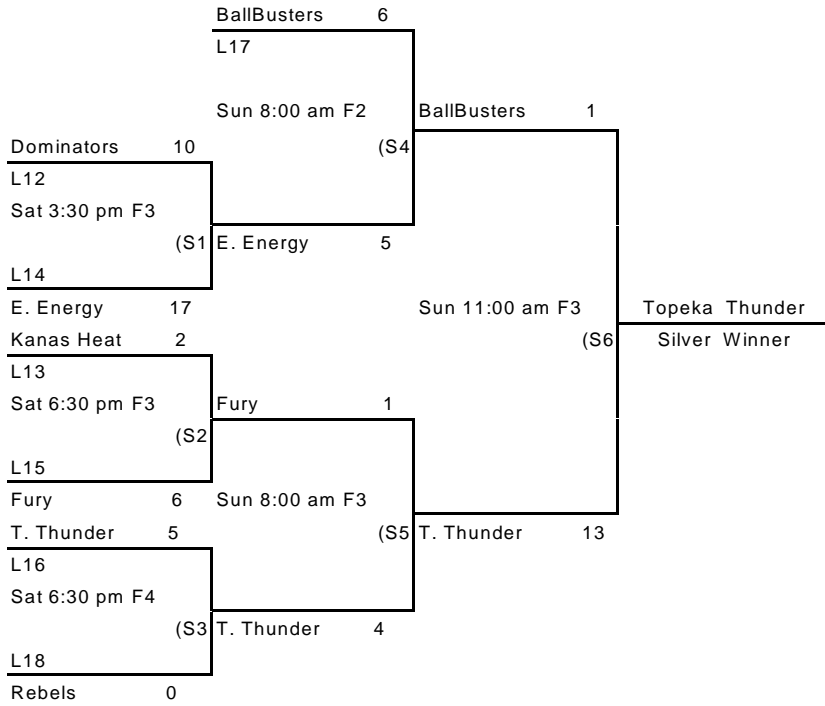 BallBusters 6
L17
Sun 8:00 am F2
BallBusters 1
Dominators 10
(S4
L12
Sat 3:30 pm F3
(S1
E. Energy 5
L14
E. Energy 17
Sun 11:00 am F3
Topeka Thunder
Kanas Heat 2
(S6
Silver Winner
L13
Sat 6:30 pm F3
Fury 1
(S2
L15
Fury 6
Sun 8:00 am F3
T. Thunder 5
(S5
T. Thunder 13
L16
Sat 6:30 pm F4
(S3
T. Thunder 4
L18
Rebels 0